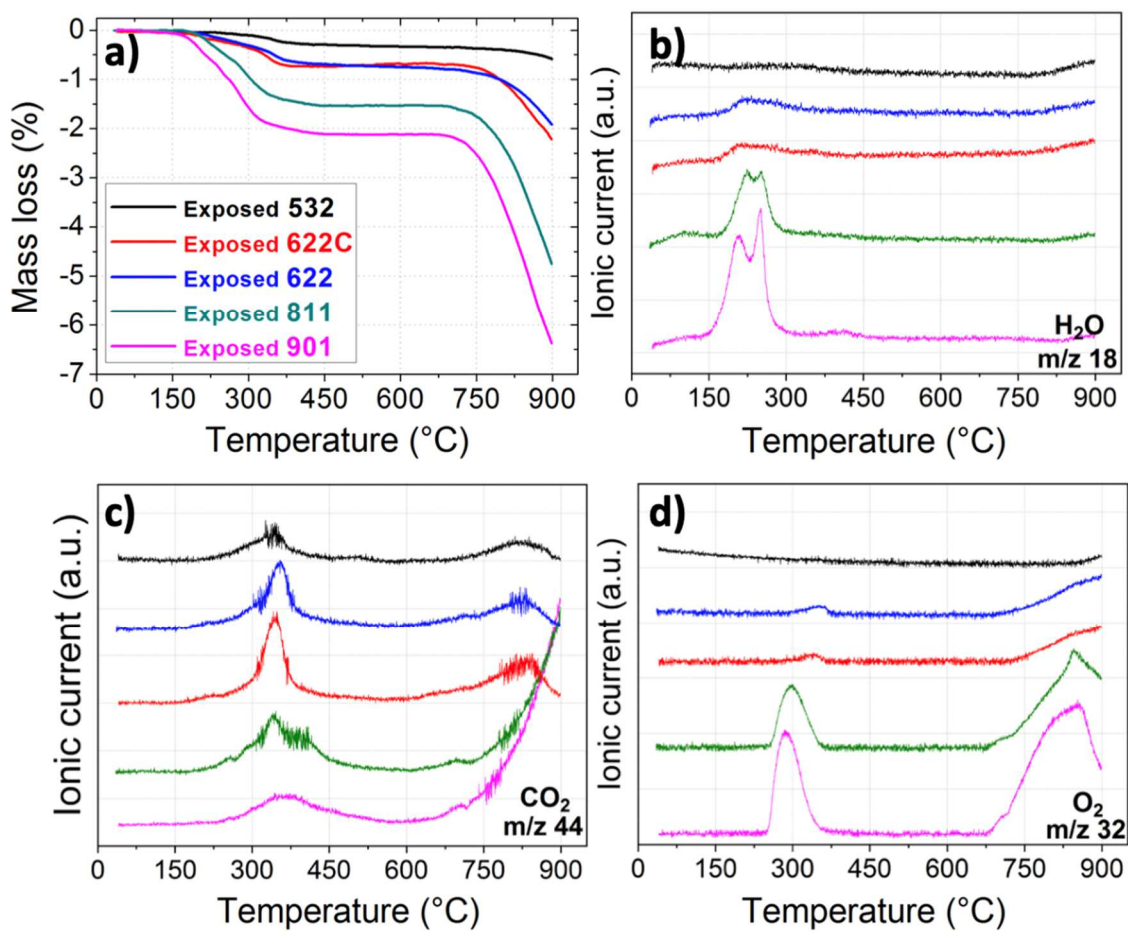 a)
0
-1
-2
-3
-4
-5
-6
-7
Mass loss (%)
Exposed 532
Exposed 622C
Exposed 622
Exposed 811
Exposed 901
0 150 300 450 600 750 900
Temperature (°C)
b)
Ionic current (a.u.)
H₂O
m/z 18
0 150 300 450 600 750 900
Temperature (°C)
c)
Ionic current (a.u.)
CO₂
m/z 44
0 150 300 450 600 750 900
Temperature (°C)
d)
Ionic current (a.u.)
O₂
m/z 32
0 150 300 450 600 750 900
Temperature (°C)